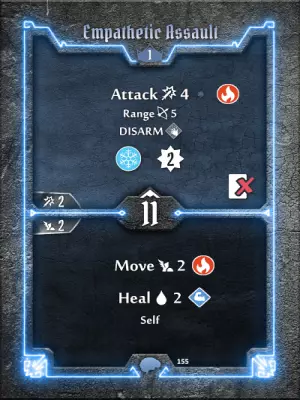 Empathetic Assault
1
Attack 4
Range 5
DISARM
2
2
11
2
Move 2
Heal 2
Self
155